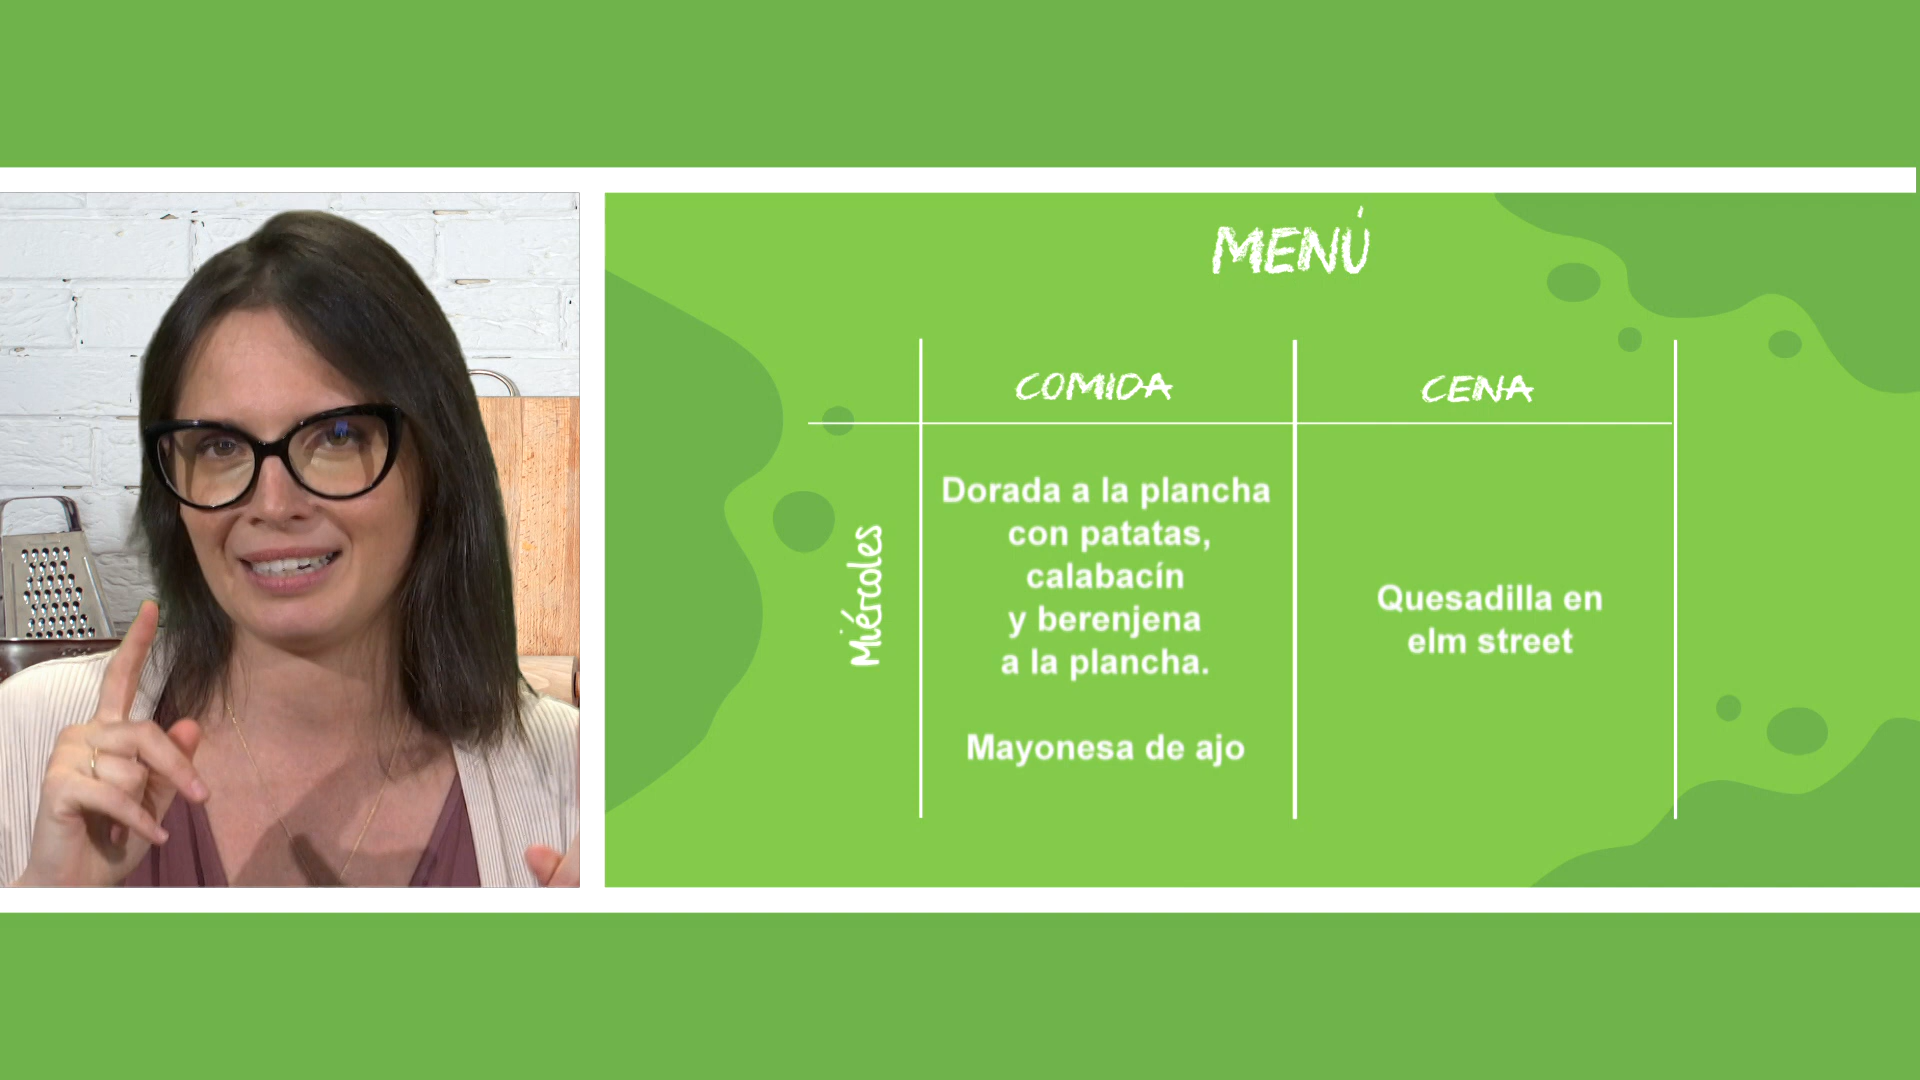 MENÚ
COMIDA
CENA
Miércoles
Dorada a la plancha
con patatas,
calabacín
y berenjena
a la plancha.
Mayonesa de ajo
Quesadilla en
elm street